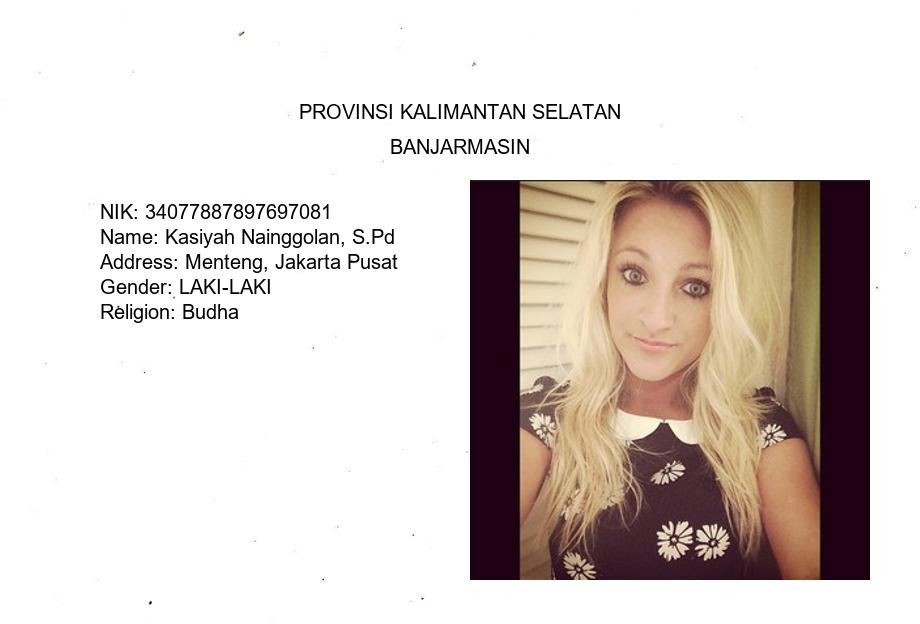 PROVINSI KALIMANTAN SELATAN
BANJARMASIN
NIK: 34077887897697081
Name: Kasiyah Nainggolan, S.Pd
Address: Menteng, Jakarta Pusat
Gender: LAKI-LAKI
Religion: Budha